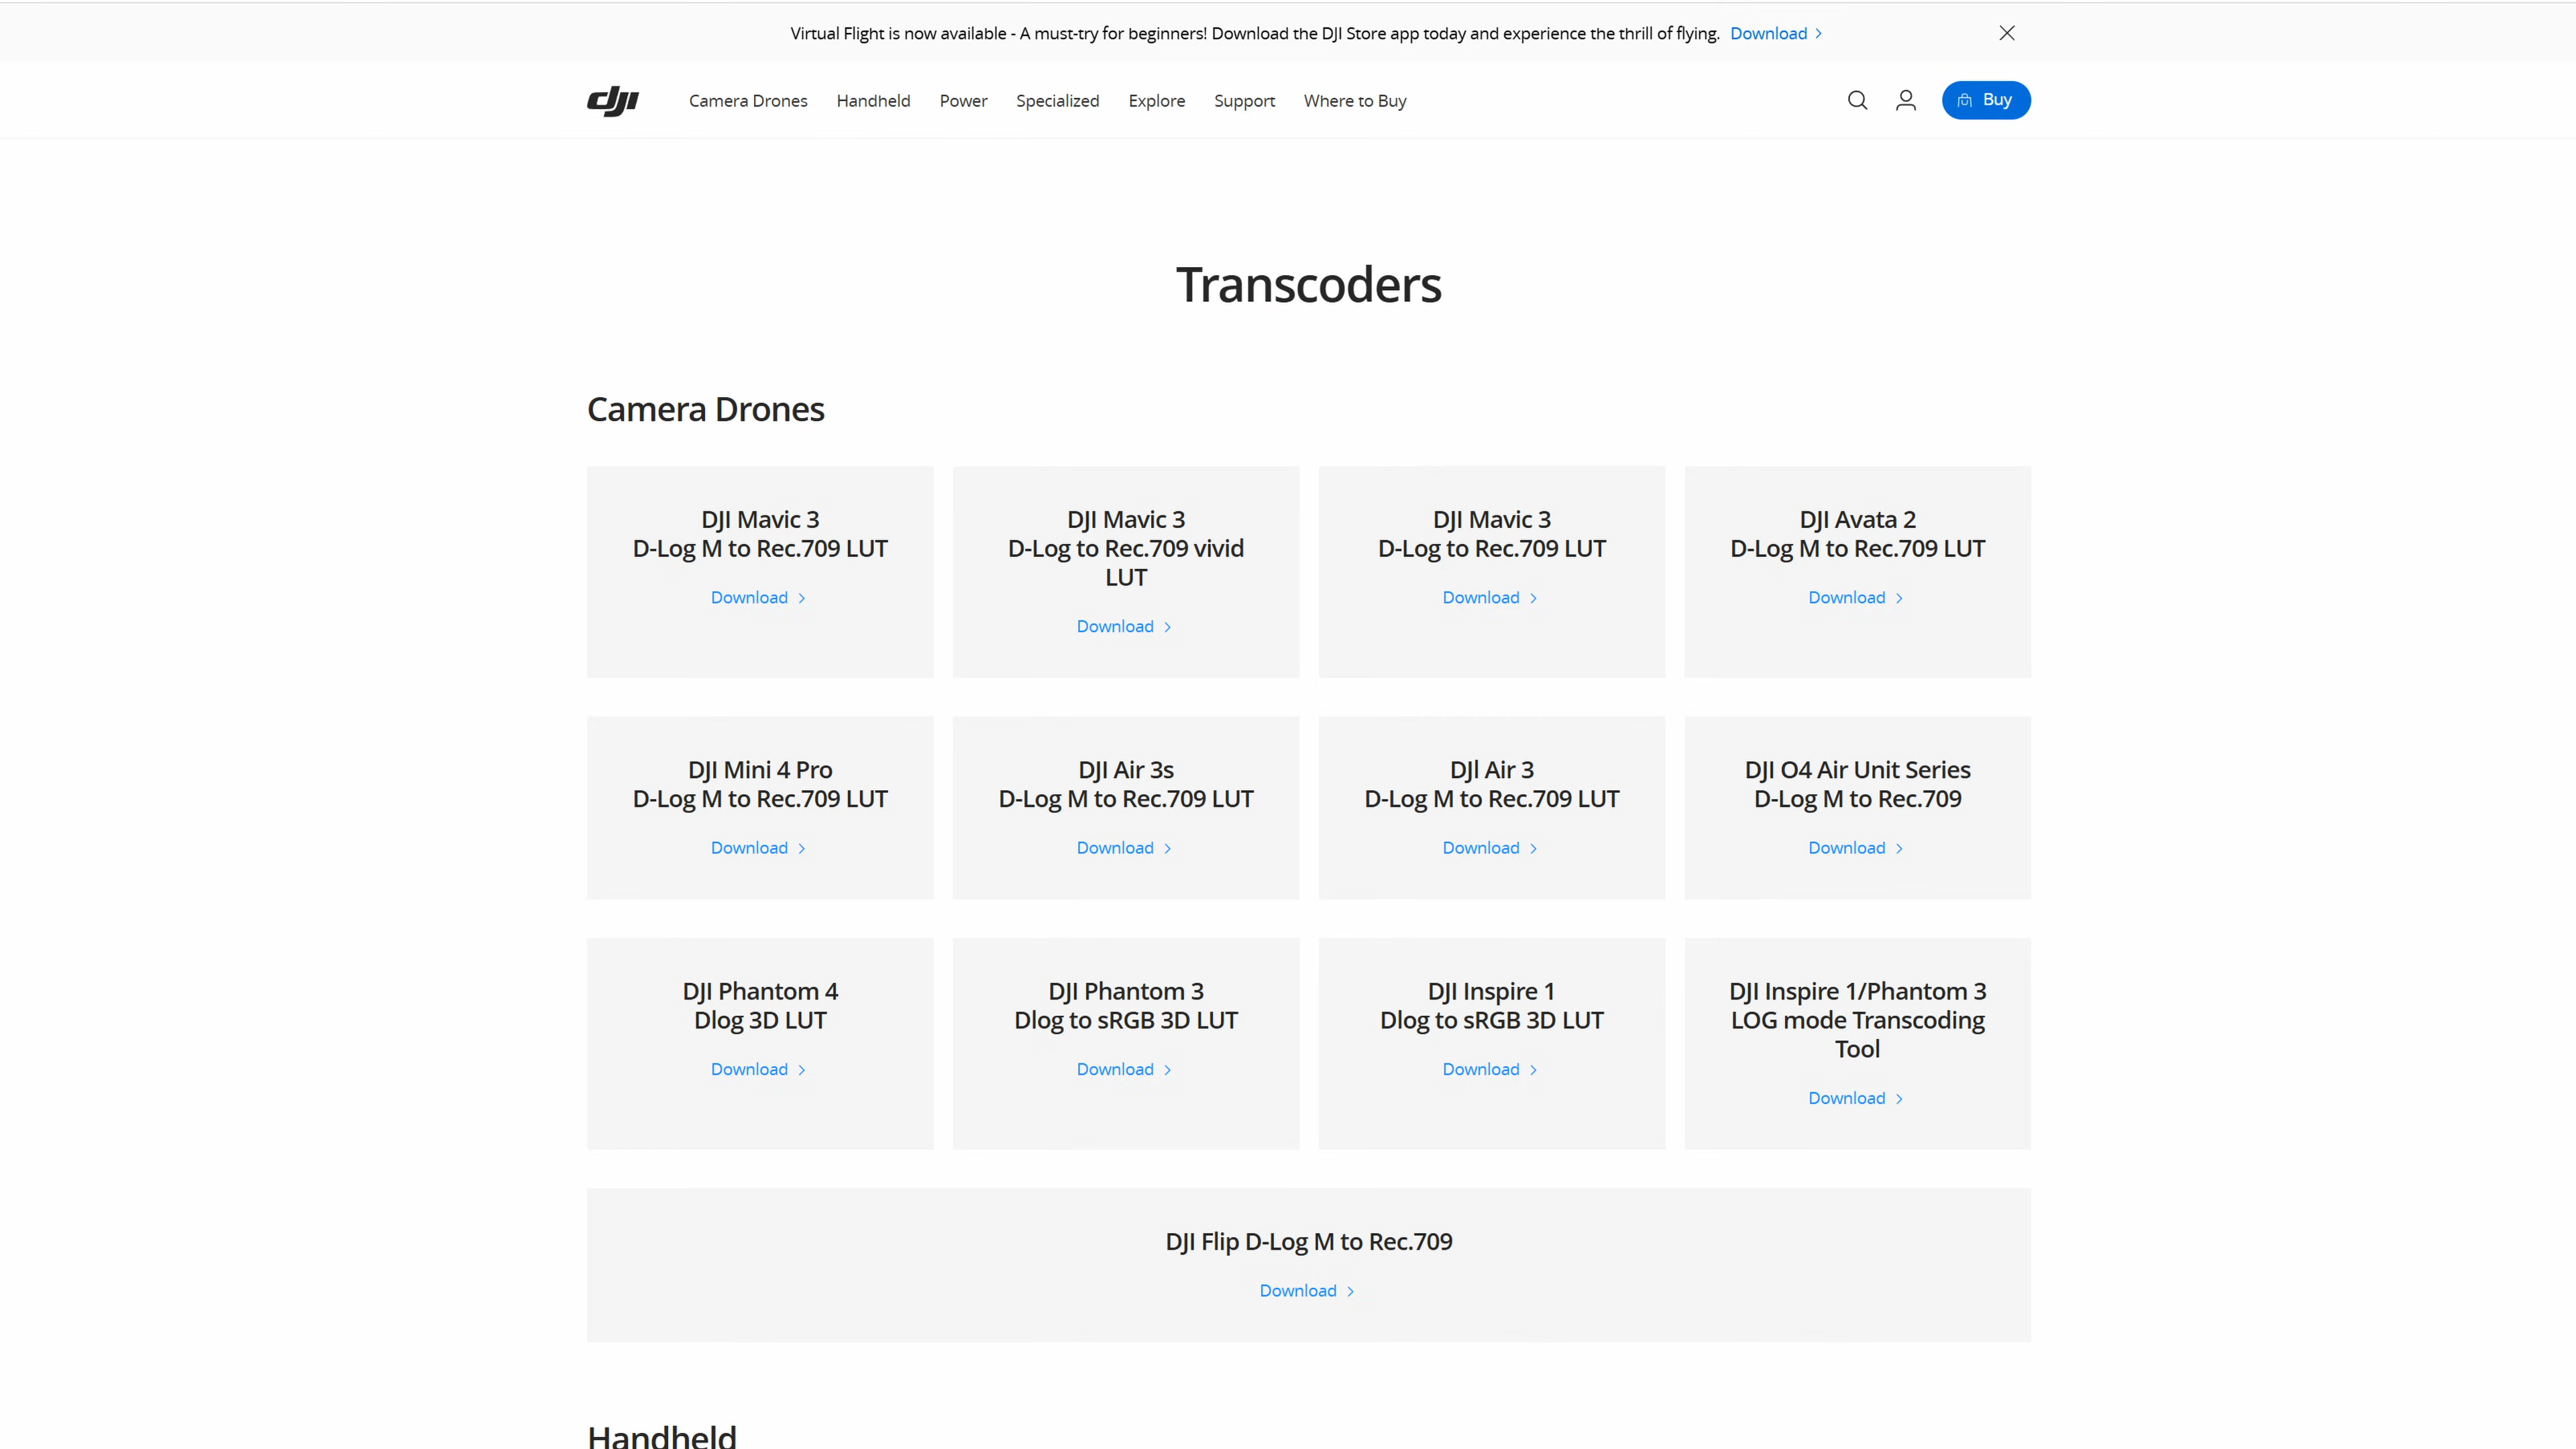 Virtual Flight is now available - A must-try for beginners! Download the DJI Store app today and experience the thrill of flying. Download
dji
Camera Drones Handheld Power Specialized Explore Support Where to Buy
Buy
Transcoders
Camera Drones
DJI Mavic 3
D-Log M to Rec.709 LUT
Download
DJI Mavic 3
D-Log to Rec.709 vivid
LUT
Download
DJI Mavic 3
D-Log to Rec.709 LUT
Download
DJI Avata 2
D-Log M to Rec.709 LUT
Download
DJI Mini 4 Pro
D-Log M to Rec.709 LUT
Download
DJI Air 3s
D-Log M to Rec.709 LUT
Download
DJl Air 3
D-Log M to Rec.709 LUT
Download
DJI O4 Air Unit Series
D-Log M to Rec.709
Download
DJI Phantom 4
Dlog 3D LUT
Download
DJI Phantom 3
Dlog to sRGB 3D LUT
Download
DJI Inspire 1
Dlog to sRGB 3D LUT
Download
DJI Inspire 1/Phantom 3
LOG mode Transcoding
Tool
Download
DJI Flip D-Log M to Rec.709
Download
Handheld